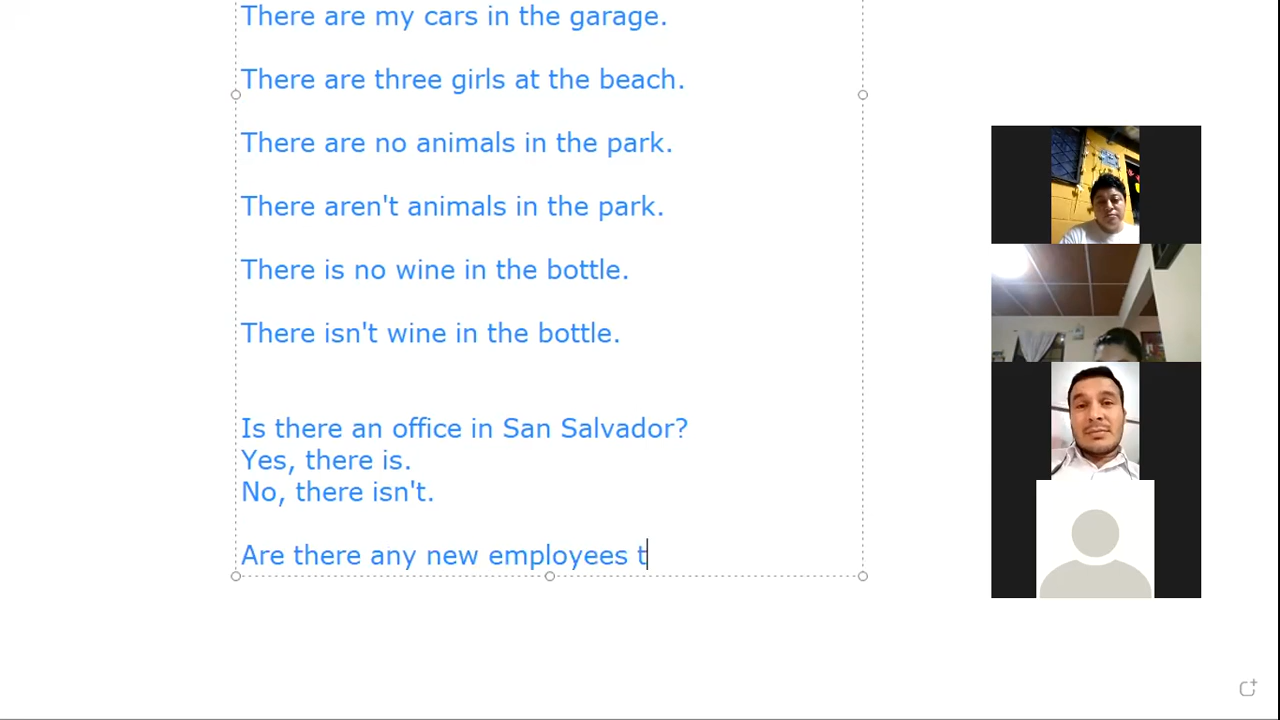 There are my cars in the garage.
There are three girls at the beach.
There are no animals in the park.
There aren't animals in the park.
There is no wine in the bottle.
There isn't wine in the bottle.
Is there an office in San Salvador?
Yes, there is.
No, there isn't.
Are there any new employees t